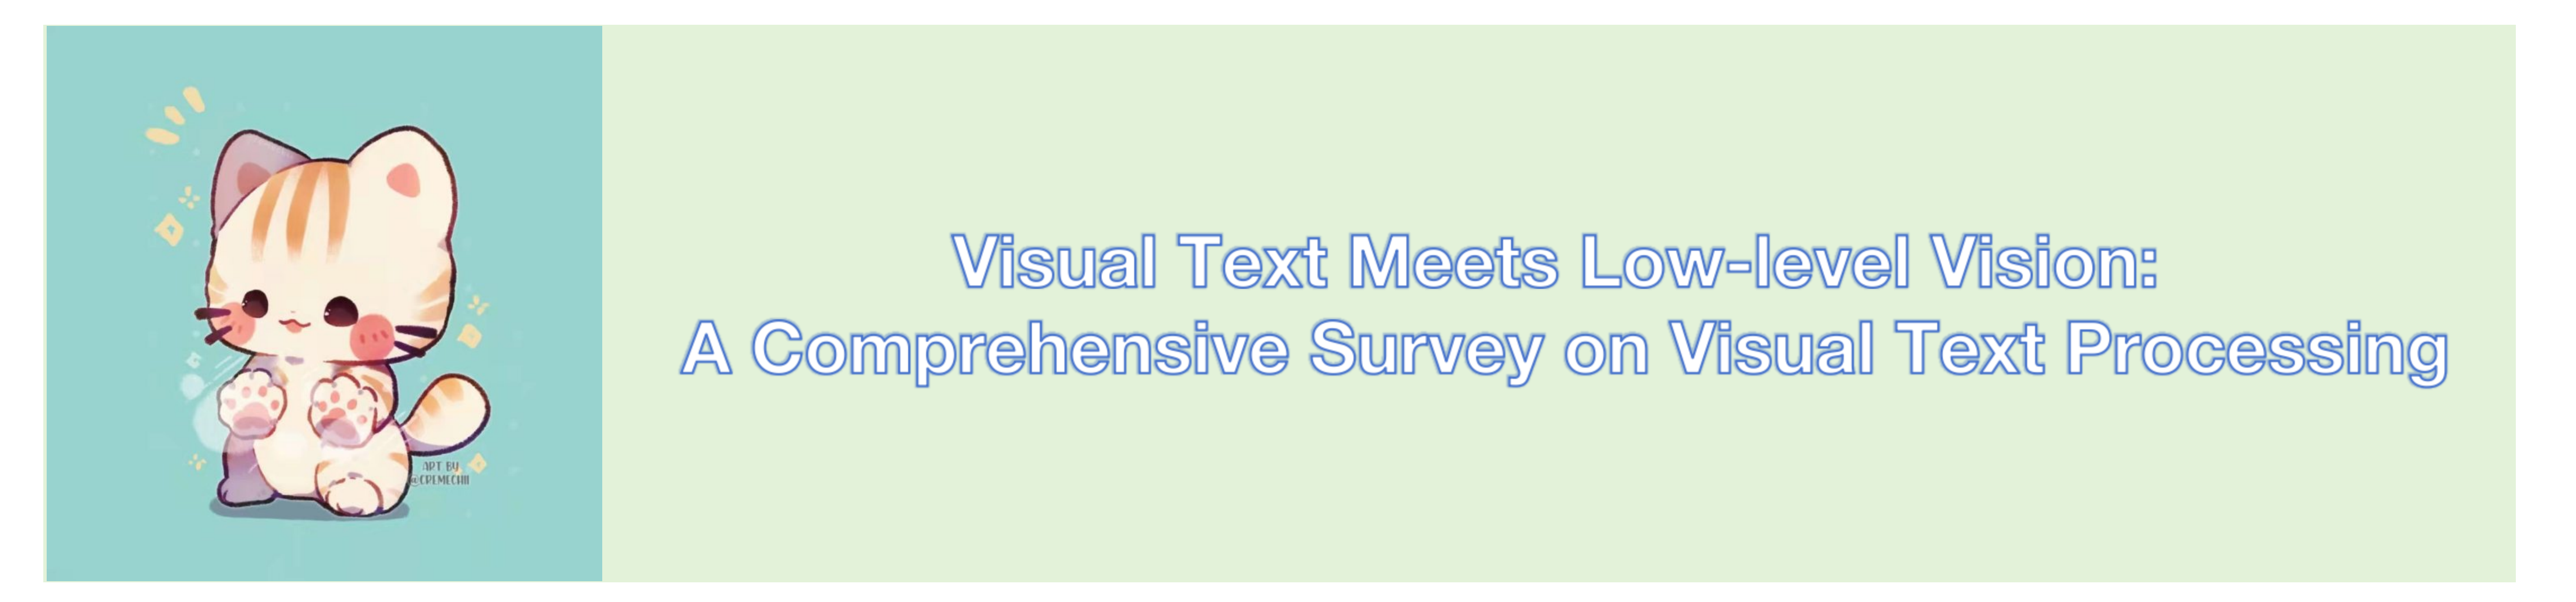 Visual Text Meets Low-level Vision:
A Comprehensive Survey on Visual Text Processing
ART BY
@CREMECHII